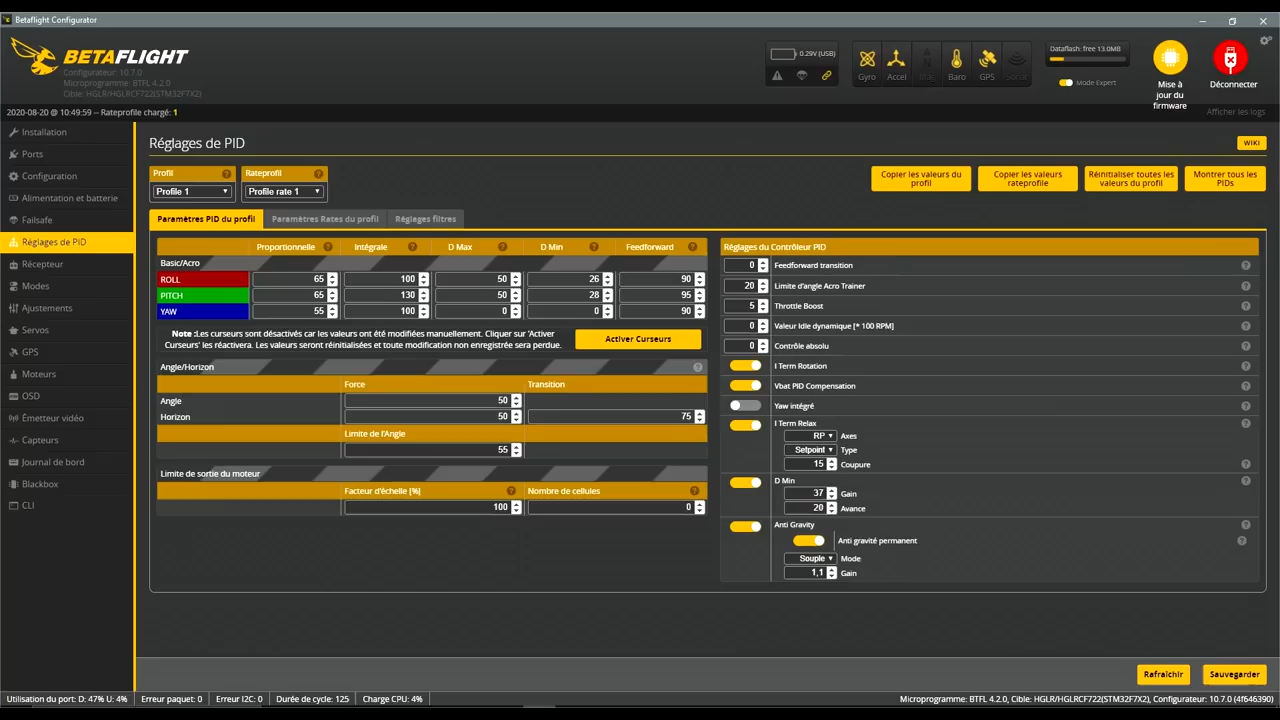 Betaflight Configurator
BETAFLIGHT
Configurateur: 10.7.0
Microprogramme: BTFL 4.2.0
Cible: HGLR/HGLRCF722(STM32F7X2)
0.29V (USB)
Gyro
Accel
Mag
Baro
GPS
Sonar
Dataflash: free 13.0MB
Mode Expert
Mise à
jour du
firmware
Déconnecter
2020-08-20 @ 10:49:59 -- Rateprofile chargé: 1
Afficher les logs
Installation
Ports
Configuration
Alimentation et batterie
Failsafe
Réglages de PID
Récepteur
Modes
Ajustements
Servos
GPS
Moteurs
OSD
Émetteur vidéo
Capteurs
Journal de bord
Blackbox
CLI
Réglages de PID
WIKI
Profil
Profile 1
Rateprofil
Profile rate 1
Copier les valeurs du
profil
Copier les valeurs
rateprofile
Réinitialiser toutes les
valeurs du profil
Montrer tous les
PIDs
Paramètres PID du profil
Paramètres Rates du profil
Réglages filtres
Proportionnelle Intégrale D Max D Min Feedforward
Basic/Acro
ROLL 65 100 50 26 90
PITCH 65 130 50 28 95
YAW 55 100 0 0 90
Note :Les curseurs sont désactivés car les valeurs ont été modifiées manuellement. Cliquer sur 'Activer
Curseurs' les réactivera. Les valeurs seront réinitialisées et toute modification non enregistrée sera perdue.
Activer Curseurs
Angle/Horizon
Force Transition
Angle 50
Horizon 50 75
Limite de l'Angle
55
Limite de sortie du moteur
Facteur d'échelle [%] Nombre de cellules
100 0
Réglages du Contrôleur PID
0 Feedforward transition
20 Limite d'angle Acro Trainer
5 Throttle Boost
0 Valeur Idle dynamique [* 100 RPM]
0 Contrôle absolu
I Term Rotation
Vbat PID Compensation
Yaw intégré
I Term Relax
RP Axes
Setpoint Type
15 Coupure
D Min
37 Gain
20 Avance
Anti Gravity
Anti gravité permanent
Souple Mode
1,1 Gain
Rafraîchir
Sauvegarder
Utilisation du port: D: 47% U: 4% Erreur paquet: 0 Erreur I2C: 0 Durée de cycle: 125 Charge CPU: 4% Microprogramme: BTFL 4.2.0, Cible: HGLR/HGLRCF722(STM32F7X2), Configurateur: 10.7.0 (4f646390)